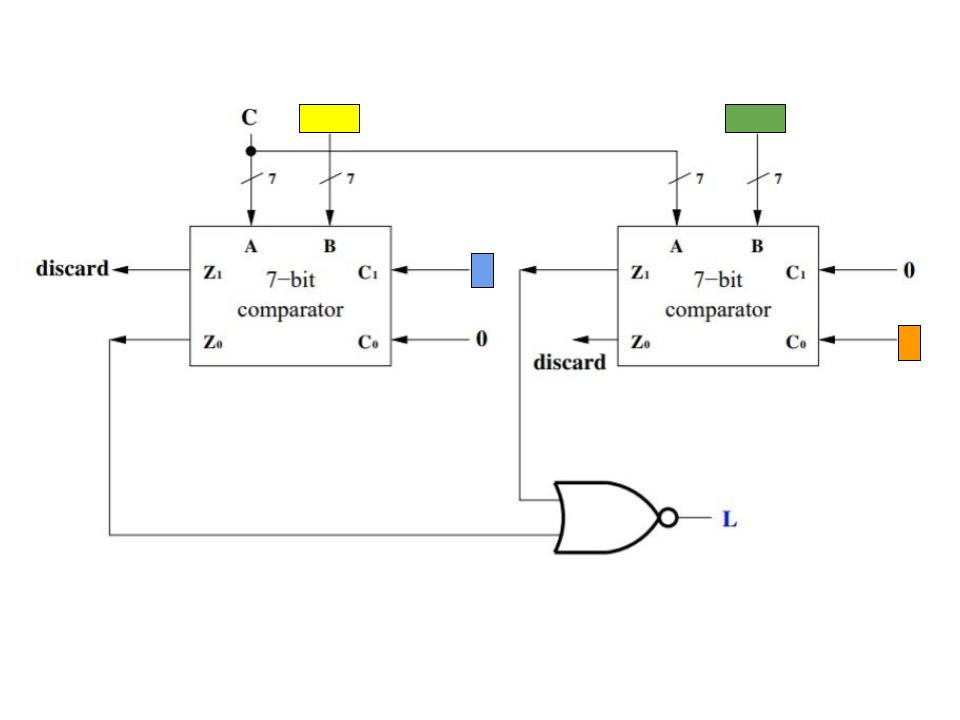 C
7
7
7
7
A
B
A
B
discard
Z1
7−bit
C1
Z1
7−bit
C1
0
comparator
comparator
Z0
C0
0
Z0
C0
discard
L